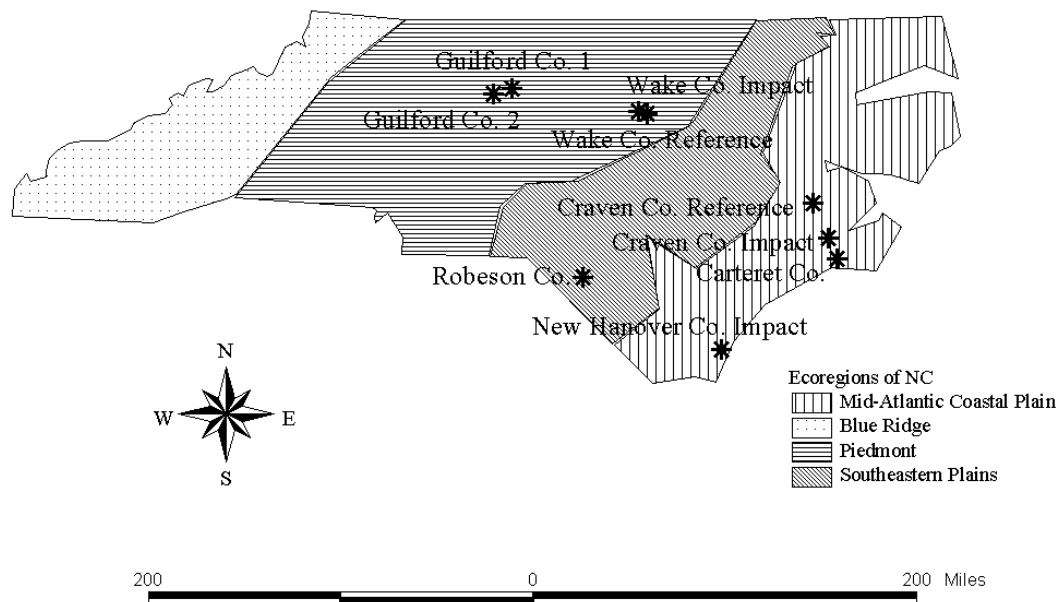 Guilford Co. 1
Wake Co. Impact
Guilford Co. 2
Wake Co. Reference
Craven Co. Reference
Craven Co. Impact
Carteret Co.
Robeson Co.
New Hanover Co. Impact
N
W E
S
Ecoregions of NC
Mid-Atlantic Coastal Plain
Blue Ridge
Piedmont
Southeastern Plains
200 0 200 Miles